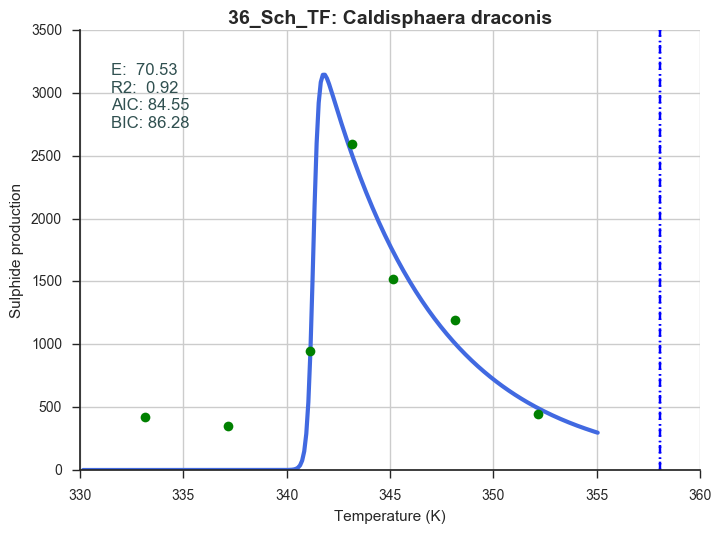 36_Sch_TF: Caldisphaera draconis
E:  70.53
R2:  0.92
AIC: 84.55
BIC: 86.28
Sulphide production
3500
3000
2500
2000
1500
1000
500
0
330 335 340 345 350 355 360
Temperature (K)